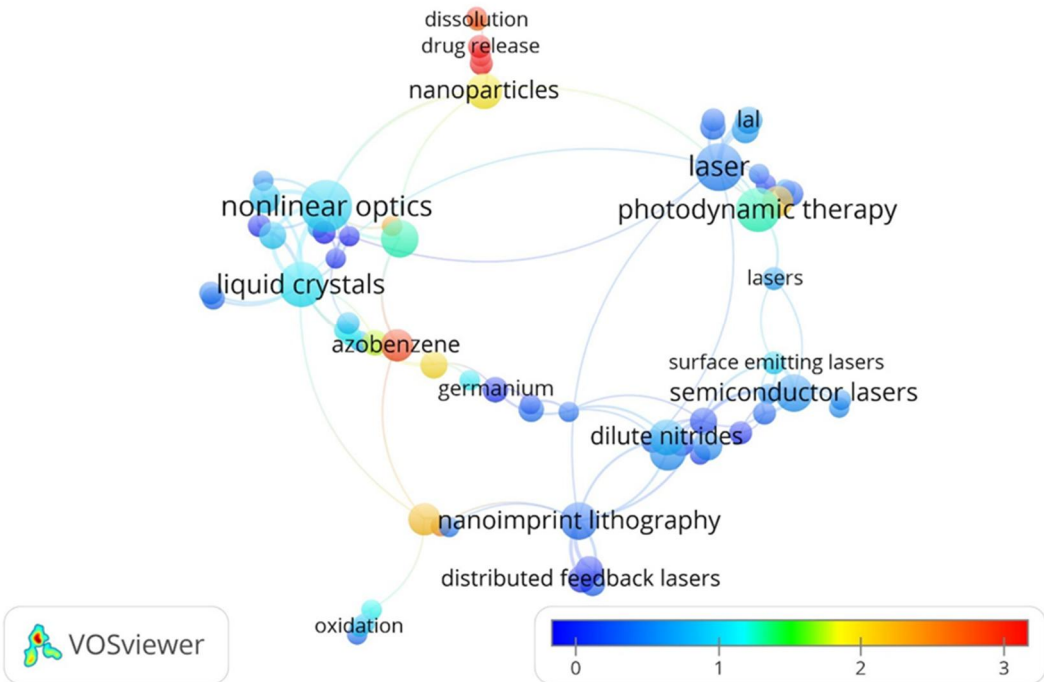 dissolution
drug release
nanoparticles
lal
laser
nonlinear optics
photodynamic therapy
lasers
liquid crystals
azobenzene
surface emitting lasers
germanium
semiconductor lasers
dilute nitrides
nanoimprint lithography
distributed feedback lasers
oxidation
VOSviewer
0 1 2 3